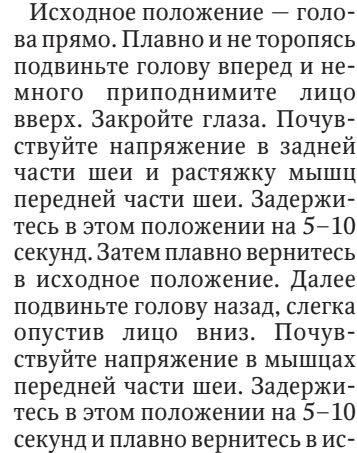 Исходное положение — голо-
ва прямо. Плавно и не торопясь
подвиньте голову вперед и не-
много приподнимите лицо
вверх. Закройте глаза. Почув-
ствуйте напряжение в задней
части шеи и растяжку мышц
передней части шеи. Задержи-
тесь в этом положении на 5–10
секунд. Затем плавно вернитесь
в исходное положение. Далее
подвиньте голову назад, слегка
опустив лицо вниз. Почув-
ствуйте напряжение в мышцах
передней части шеи. Задержи-
тесь в этом положении на 5–10
секунд и плавно вернитесь в ис-